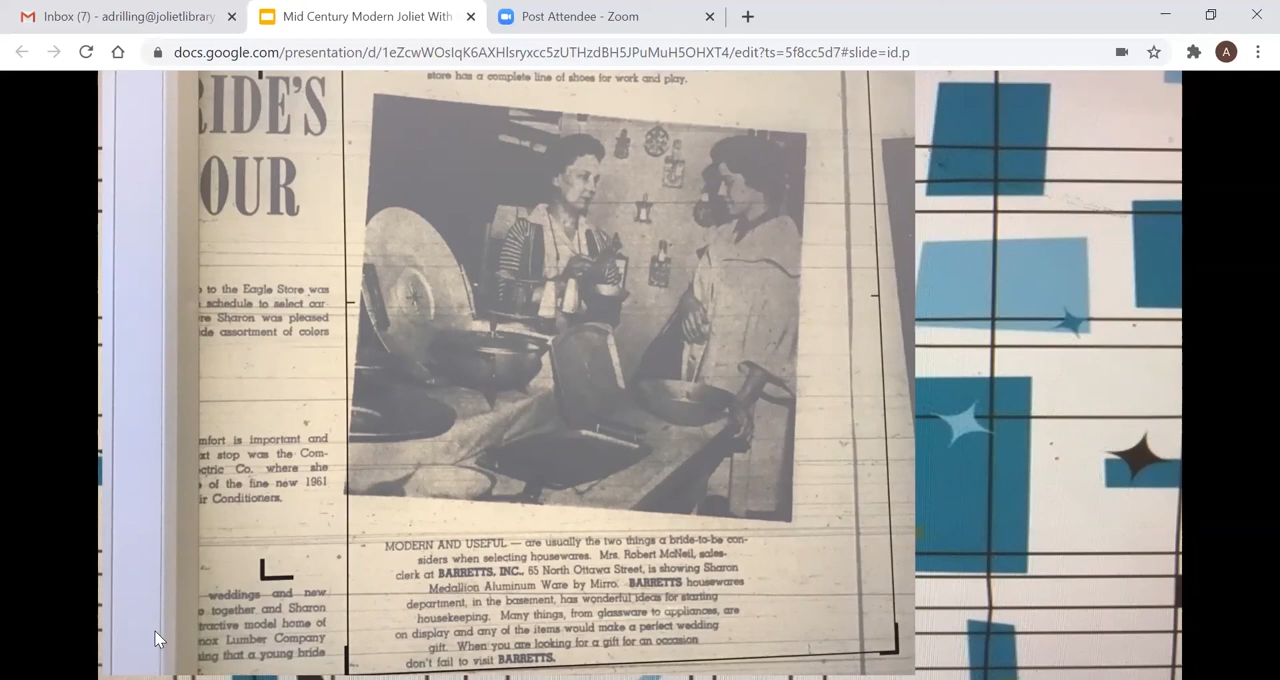 Inbox (7) - adrilling@jolietlibrary
Mid Century Modern Joliet With
Post Attendee - Zoom
docs.google.com/presentation/d/1eZcwWOsIqK6AXHIsryxcc5zUTHzdBH5JPuMuH5OHXT4/edit?ts=5f8cc5d7#slide=id.p
A
store has a complete line of shoes for work and play.
RIDE'S
OUR
to the Eagle Store was
schedule to select car-
re Sharon was pleased
de assortment of colors
mfort is important and
xt stop was the Com-
ctric Co. where she
of the fine new 1961
ir Conditioners.
weddings and new
together and Sharon
tractive model home of
nox Lumber Company
ing that a young bride
MODERN AND USEFUL — are usually the two things a bride-to-be con-
siders when selecting housewares. Mrs. Robert McNeil, sales-
clerk at BARRETTS, INC., 65 North Ottawa Street, is showing Sharon
Medallion Aluminum Ware by Mirro. BARRETTS housewares
department, in the basement, has wonderful ideas for starting
housekeeping. Many things, from glassware to appliances, are
on display and any of the items would make a perfect wedding
gift. When you are looking for a gift for an occasion
don't fail to visit BARRETTS.